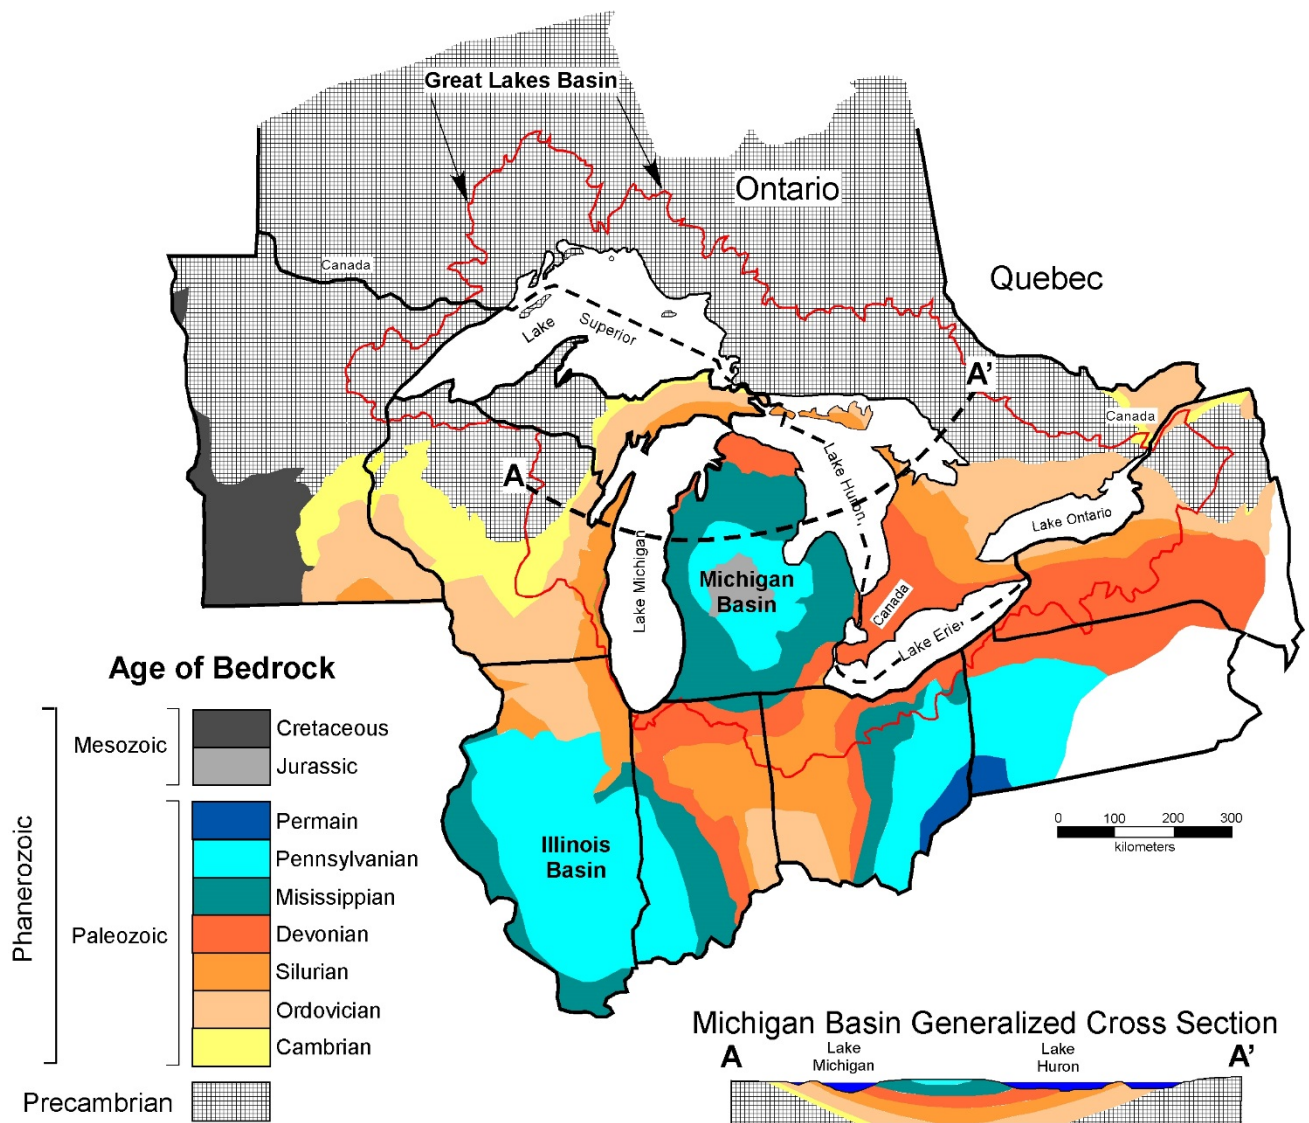 Great Lakes Basin
Ontario
Quebec
Canada
Lake
Superior
A'
Canada
A
Lake Huron
Lake Ontario
Lake Michigan
Michigan
Basin
Canada
Lake Erie
Age of Bedrock
Phanerozoic
Mesozoic
Cretaceous
Jurassic
Paleozoic
Permain
Pennsylvanian
Misissippian
Devonian
Silurian
Ordovician
Cambrian
Precambrian
Illinois
Basin
0 100 200 300
kilometers
Michigan Basin Generalized Cross Section
A
Lake
Michigan
Lake
Huron
A'